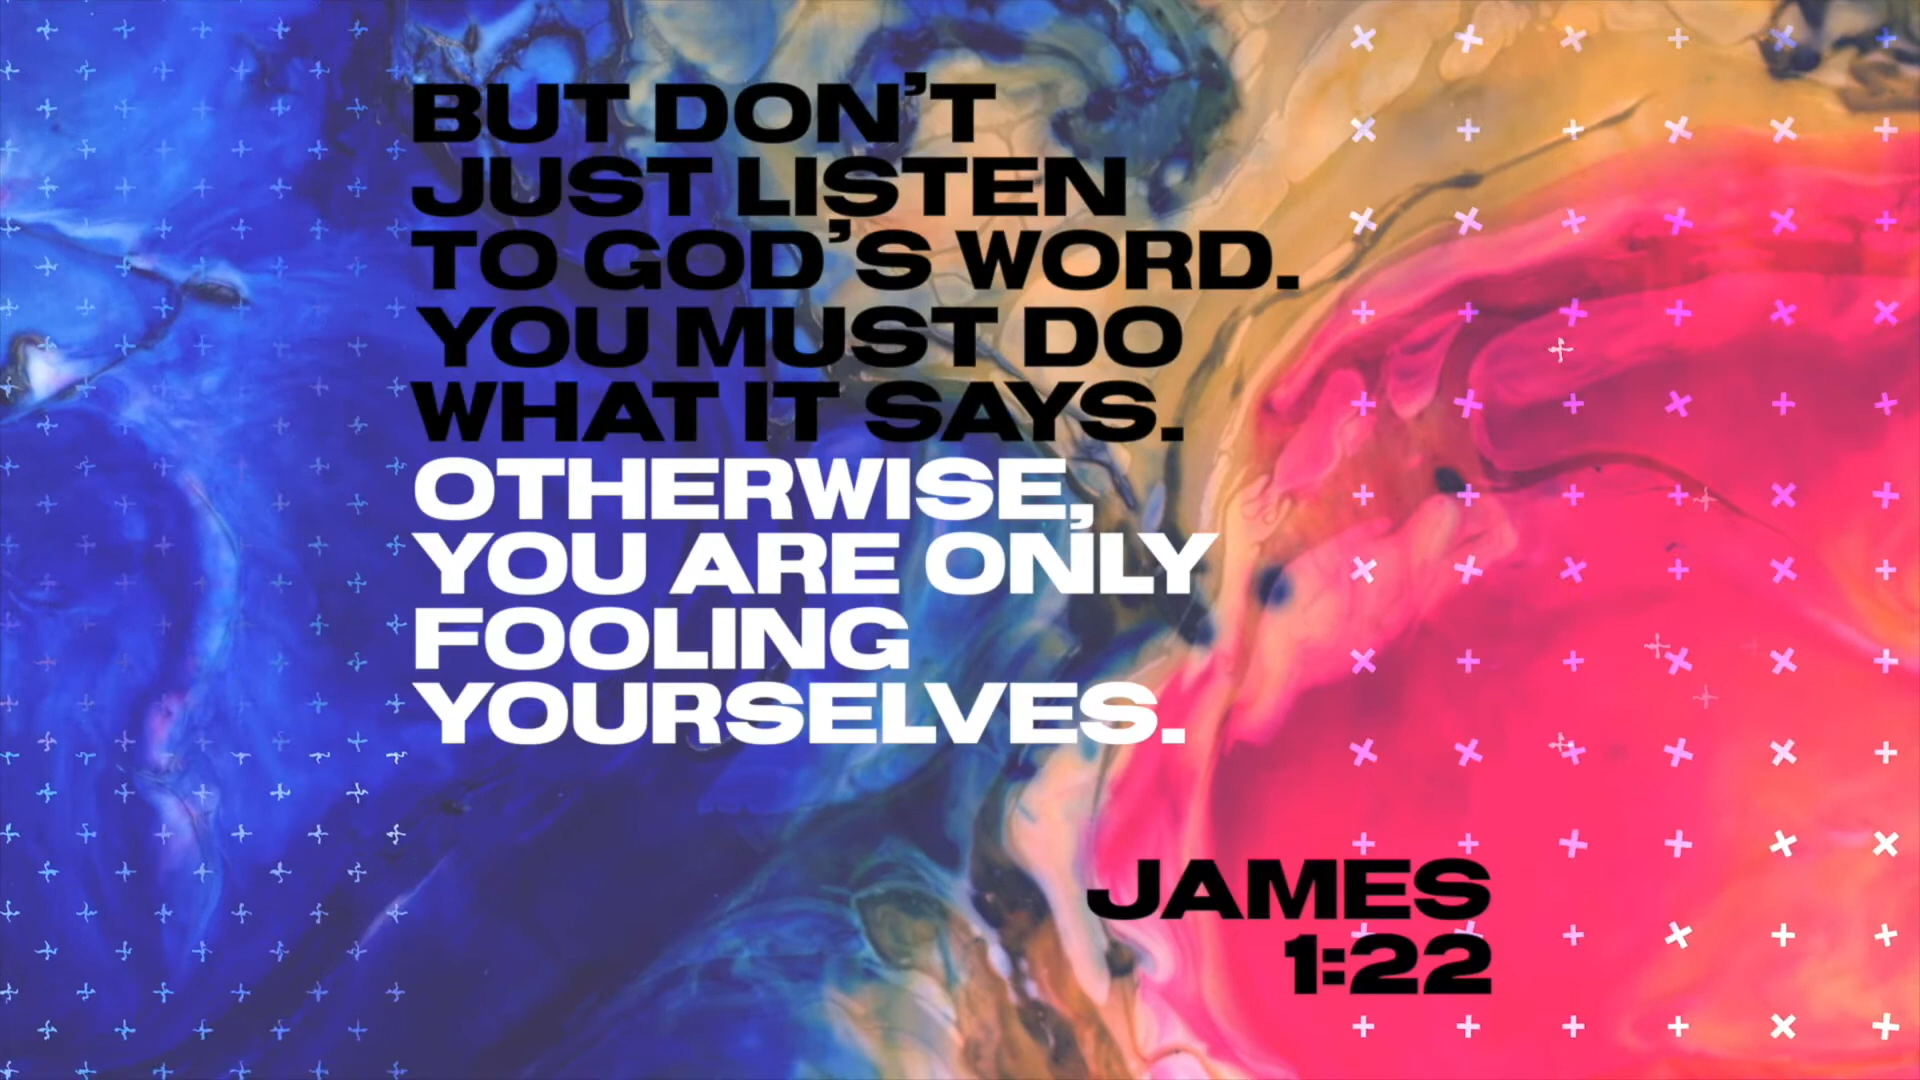 BUT DON'T
JUST LISTEN
TO GOD'S WORD.
YOU MUST DO
WHAT IT SAYS.
OTHERWISE,
YOU ARE ONLY
FOOLING
YOURSELVES.
JAMES
1:22